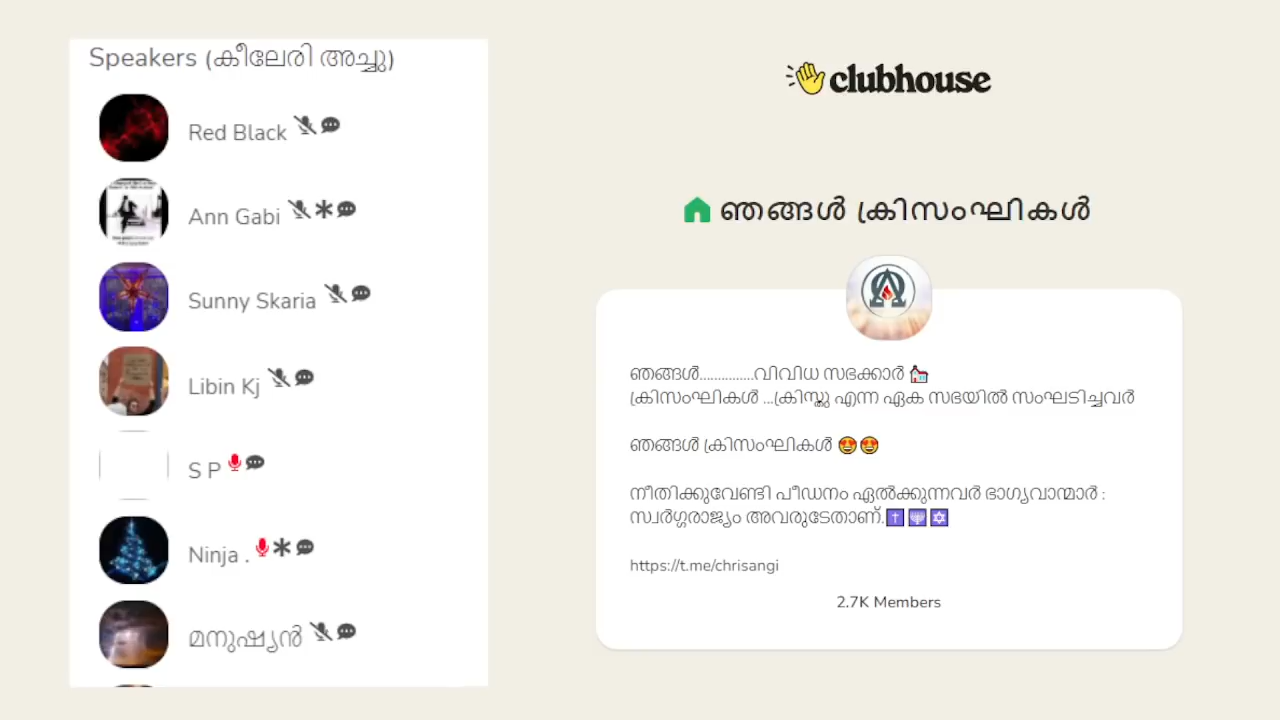 Speakers (കീലേരി അച്ചു)
Red Black
Ann Gabi
Sunny Skaria
Libin Kj
S P
Ninja .
മനുഷ്യൻ
clubhouse
ഞങ്ങൾ ക്രിസംഘികൾ
ഞങ്ങൾ..............വിവിധ സഭക്കാർ
ക്രിസംഘികൾ ...ക്രിസ്തു എന്ന ഏക സഭയിൽ സംഘടിച്ചവർ
ഞങ്ങൾ ക്രിസംഘികൾ 😍😍
നീതിക്കുവേണ്ടി പീഡനം ഏൽക്കുന്നവർ ഭാഗ്യവാന്മാർ :
സ്വർഗ്ഗരാജ്യം അവരുടേതാണ്.✝🕎✡
https://t.me/chrisangi
2.7K Members